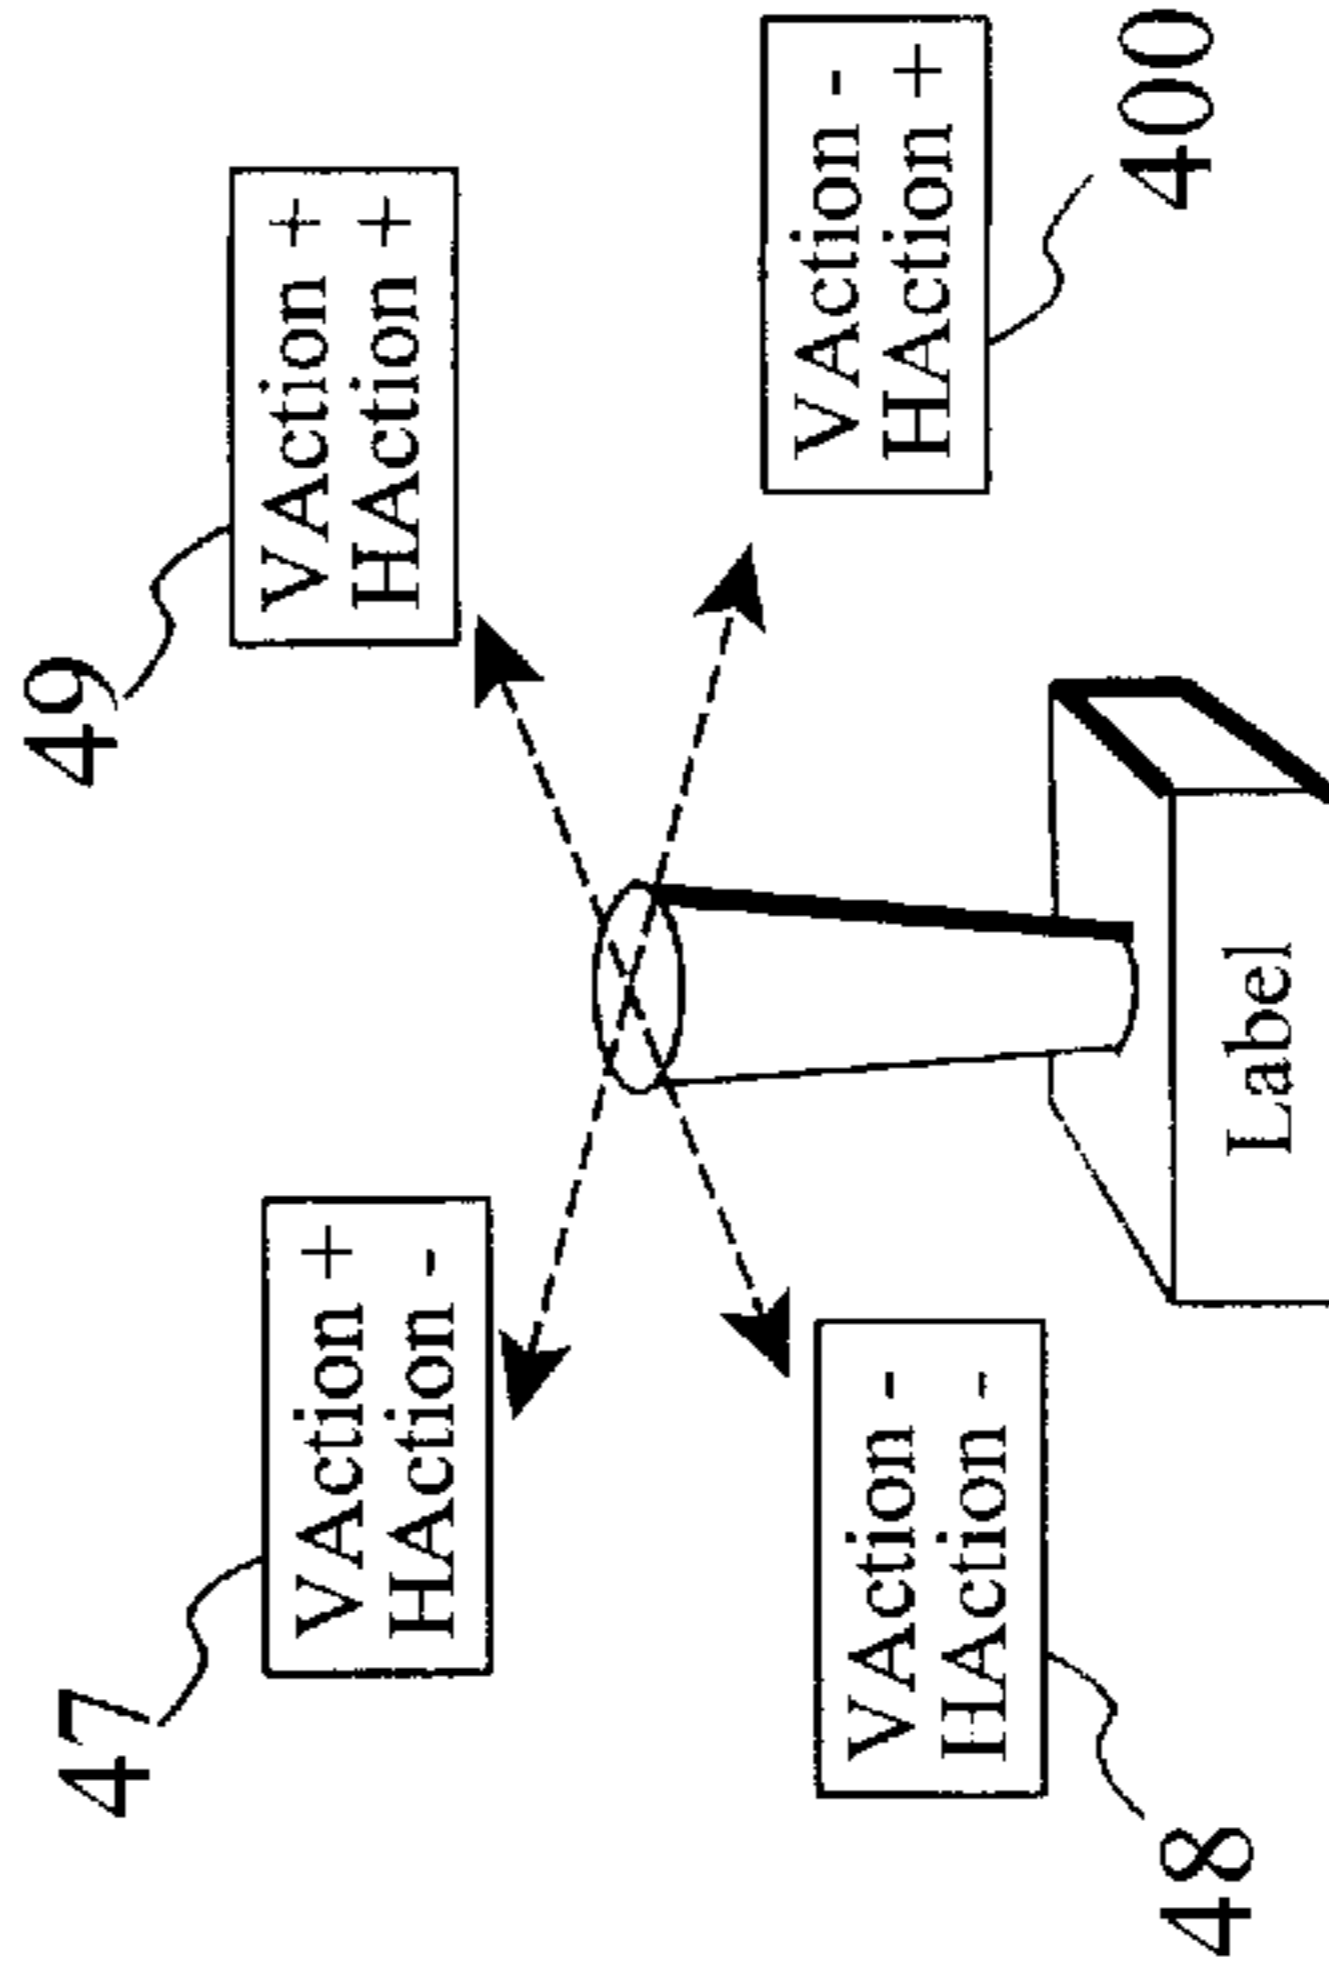 47
VAction +
HAction -
49
VAction +
HAction +
48
VAction -
HAction -
400
VAction -
HAction +
Label